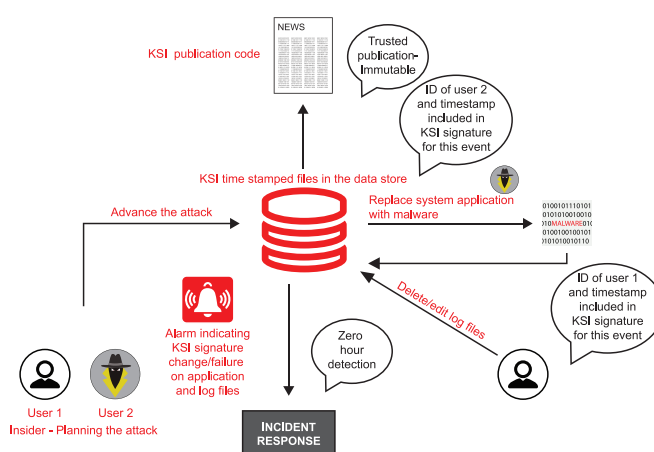 NEWS
KSI publication code
Trusted
publication-
Immutable
ID of user 2
and timestamp
included in
KSI signature
for this event
KSI time stamped files in the data store
Advance the attack
Replace system application
with malware
0100101110101
0101010010010
010MALWARE010
0101001001010
10101010010110
ID of user 1
and timestamp
included in
KSI signature
for this event
Delete/edit log files
Alarm indicating
KSI signature
change/failure
on application
and log files
Zero
hour
detection
User 1
User 2
Insider - Planning the attack
INCIDENT
RESPONSE